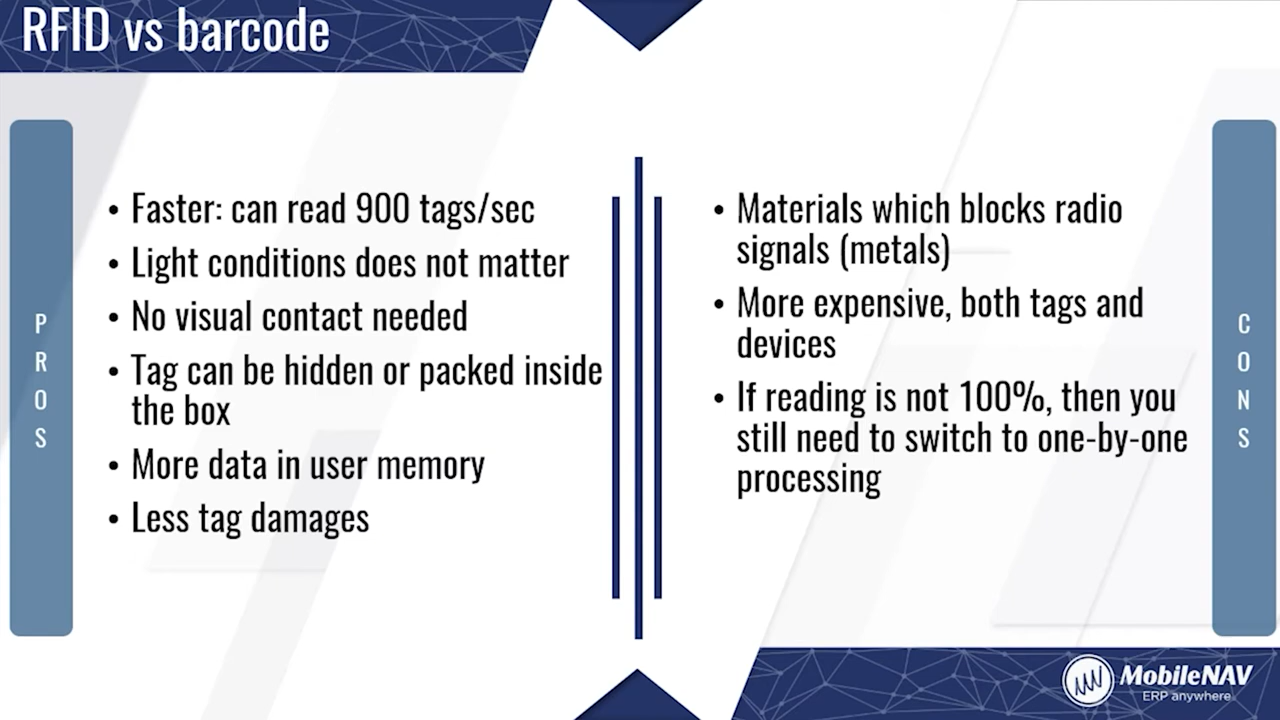 RFID vs barcode
PROS
• Faster: can read 900 tags/sec
• Light conditions does not matter
• No visual contact needed
• Tag can be hidden or packed inside
the box
• More data in user memory
• Less tag damages
• Materials which blocks radio
signals (metals)
• More expensive, both tags and
devices
• If reading is not 100%, then you
still need to switch to one-by-one
processing
CONS
MobileNAV
ERP anywhere